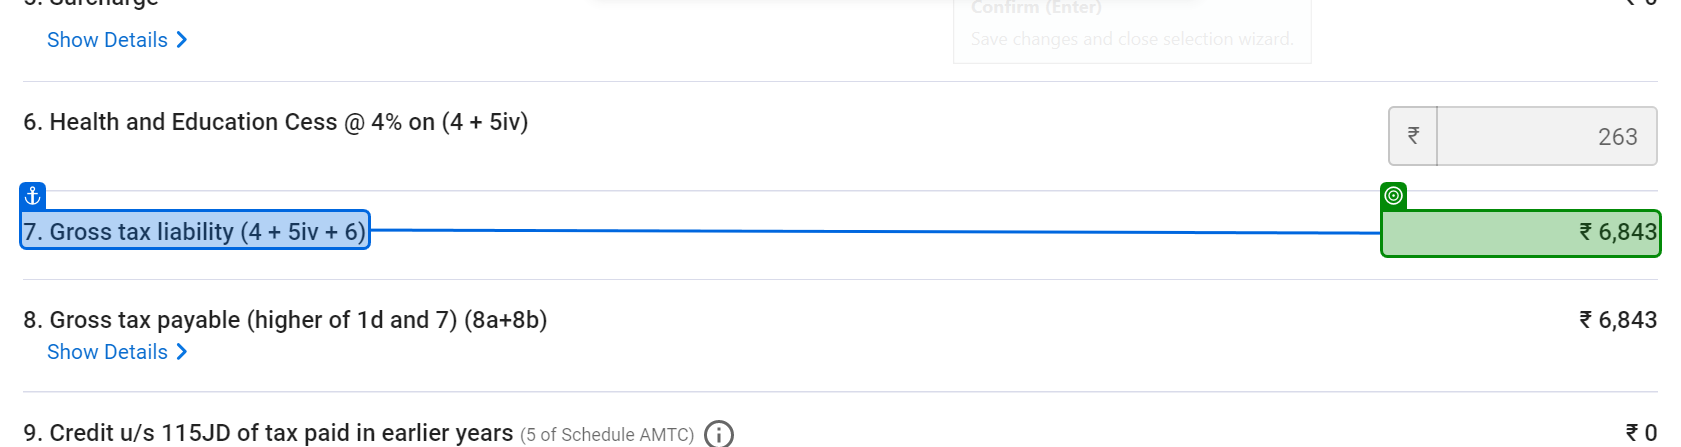 5. Surcharge ₹ 0
Confirm (Enter)
Show Details
Save changes and close selection wizard.
6. Health and Education Cess @ 4% on (4 + 5iv)
₹ 263
7. Gross tax liability (4 + 5iv + 6) ₹ 6,843
8. Gross tax payable (higher of 1d and 7) (8a+8b) ₹ 6,843
Show Details
9. Credit u/s 115JD of tax paid in earlier years (5 of Schedule AMTC) ₹ 0